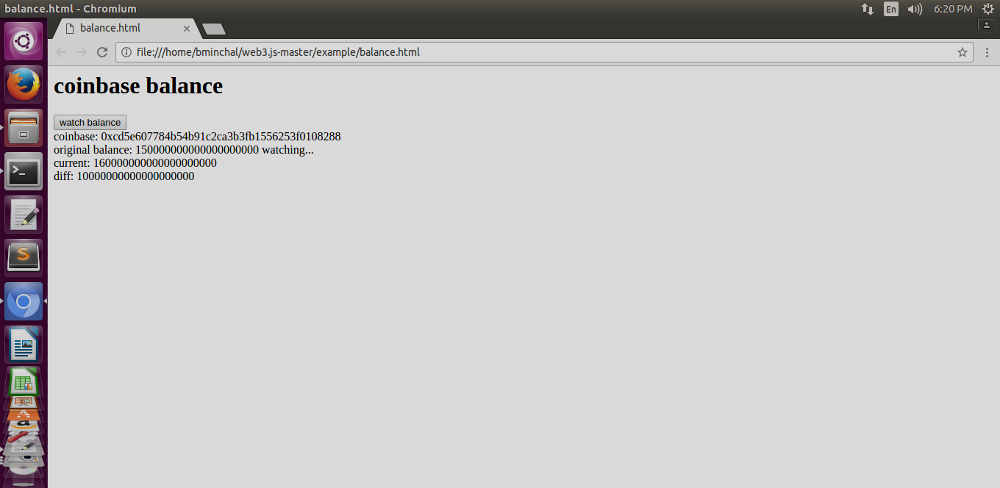 balance.html - Chromium
En
6:20 PM
balance.html
file:///home/bminchal/web3.js-master/example/balance.html
coinbase balance
watch balance
coinbase: 0xcd5e607784b54b91c2ca3b3fb1556253f0108288
original balance: 150000000000000000000 watching...
current: 160000000000000000000
diff: 10000000000000000000